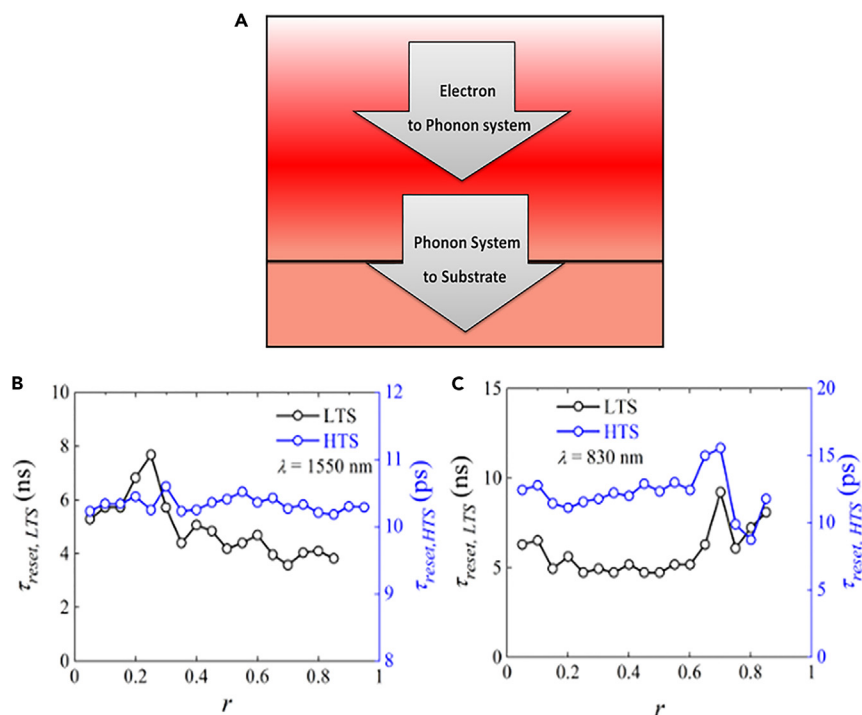 A
Electron
to Phonon system
Phonon System
to Substrate
B
10
8
6
4
2
0
τreset, LTS (ns)
LTS
HTS
λ = 1550 nm
12
11
10
9
8
τreset,HTS (ps)
0
0.2
0.4
0.6
0.8
1
r
C
15
10
5
0
τreset, LTS (ns)
LTS
HTS
λ = 830 nm
20
15
10
5
0
τreset, HTS (ps)
0
0.2
0.4
0.6
0.8
1
r